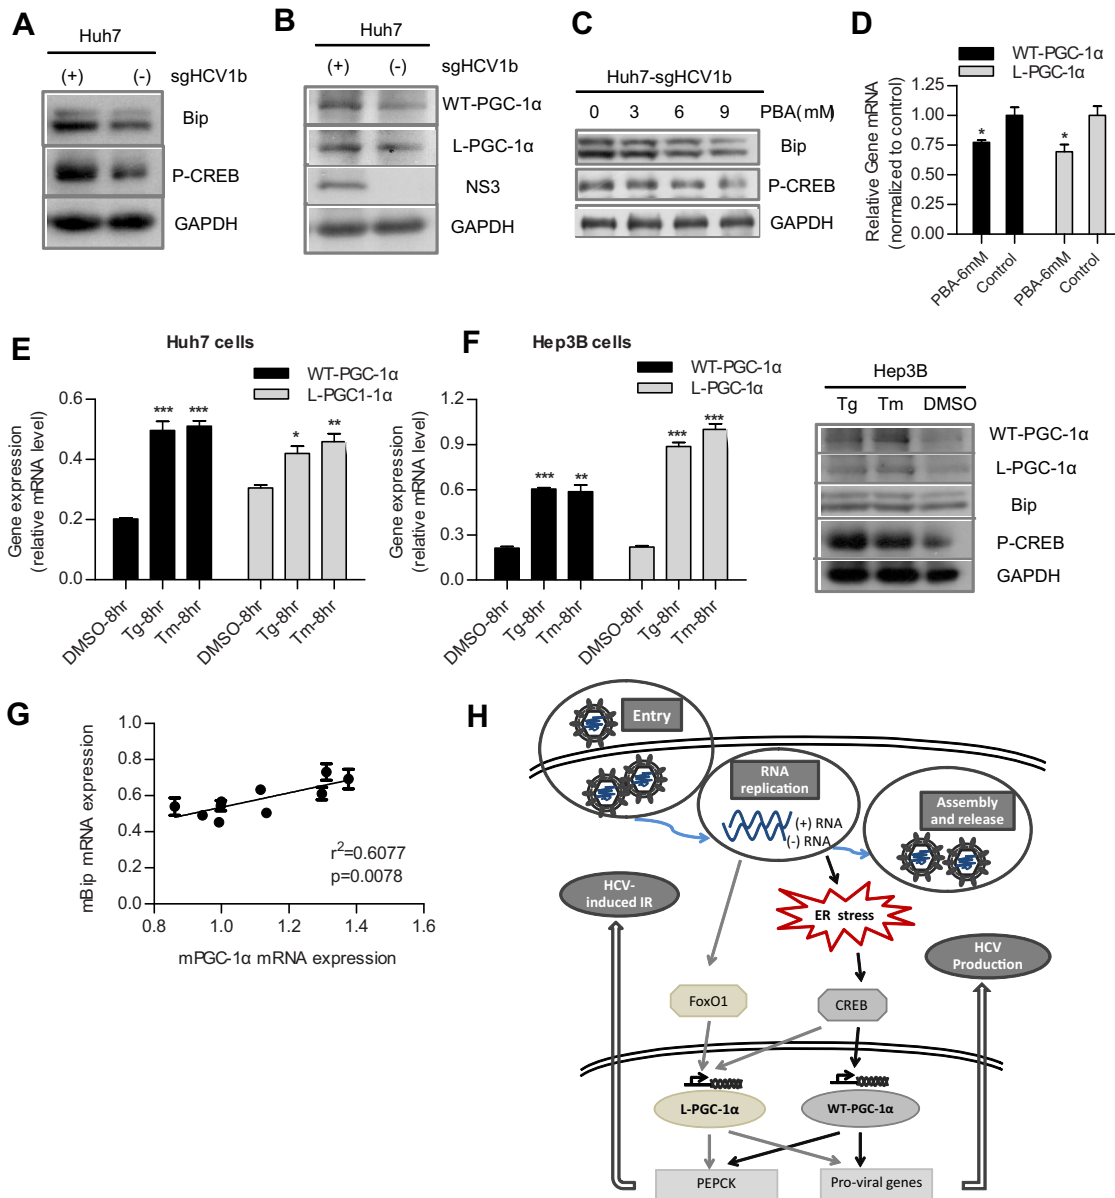 A
Huh7
(+) (-) sgHCV1b
Bip
P-CREB
GAPDH
B
Huh7
(+) (-) sgHCV1b
WT-PGC-1α
L-PGC-1α
NS3
GAPDH
C
Huh7-sgHCV1b
0 3 6 9 PBA(mM)
Bip
P-CREB
GAPDH
D
WT-PGC-1α
L-PGC-1α
Relative Gene mRNA
(normalized to control)
1.25
1.00
0.75
0.50
0.25
0.00
* *
PBA-6mM Control PBA-6mM Control
E
Huh7 cells
WT-PGC-1α
L-PGC1-1α
Gene expression
(relative mRNA level)
0.6
0.4
0.2
0.0
*** *** * **
DMSO-8hr Tg-8hr Tm-8hr DMSO-8hr Tg-8hr Tm-8hr
F
Hep3B cells
WT-PGC-1α
L-PGC-1α
Gene expression
(relative mRNA level)
1.2
0.9
0.6
0.3
0.0
*** ** *** ***
DMSO-8hr Tg-8hr Tm-8hr DMSO-8hr Tg-8hr Tm-8hr
Hep3B
Tg Tm DMSO
WT-PGC-1α
L-PGC-1α
Bip
P-CREB
GAPDH
G
mBip mRNA expression
1.0
0.8
0.6
0.4
0.2
0.0
r2=0.6077
p=0.0078
0.8 1.0 1.2 1.4 1.6
mPGC-1α mRNA expression
H
Entry
RNA
replication
(+) RNA
(-) RNA
Assembly
and release
HCV-
induced IR
ER stress
HCV
Production
FoxO1
CREB
L-PGC-1α
WT-PGC-1α
PEPCK
Pro-viral genes